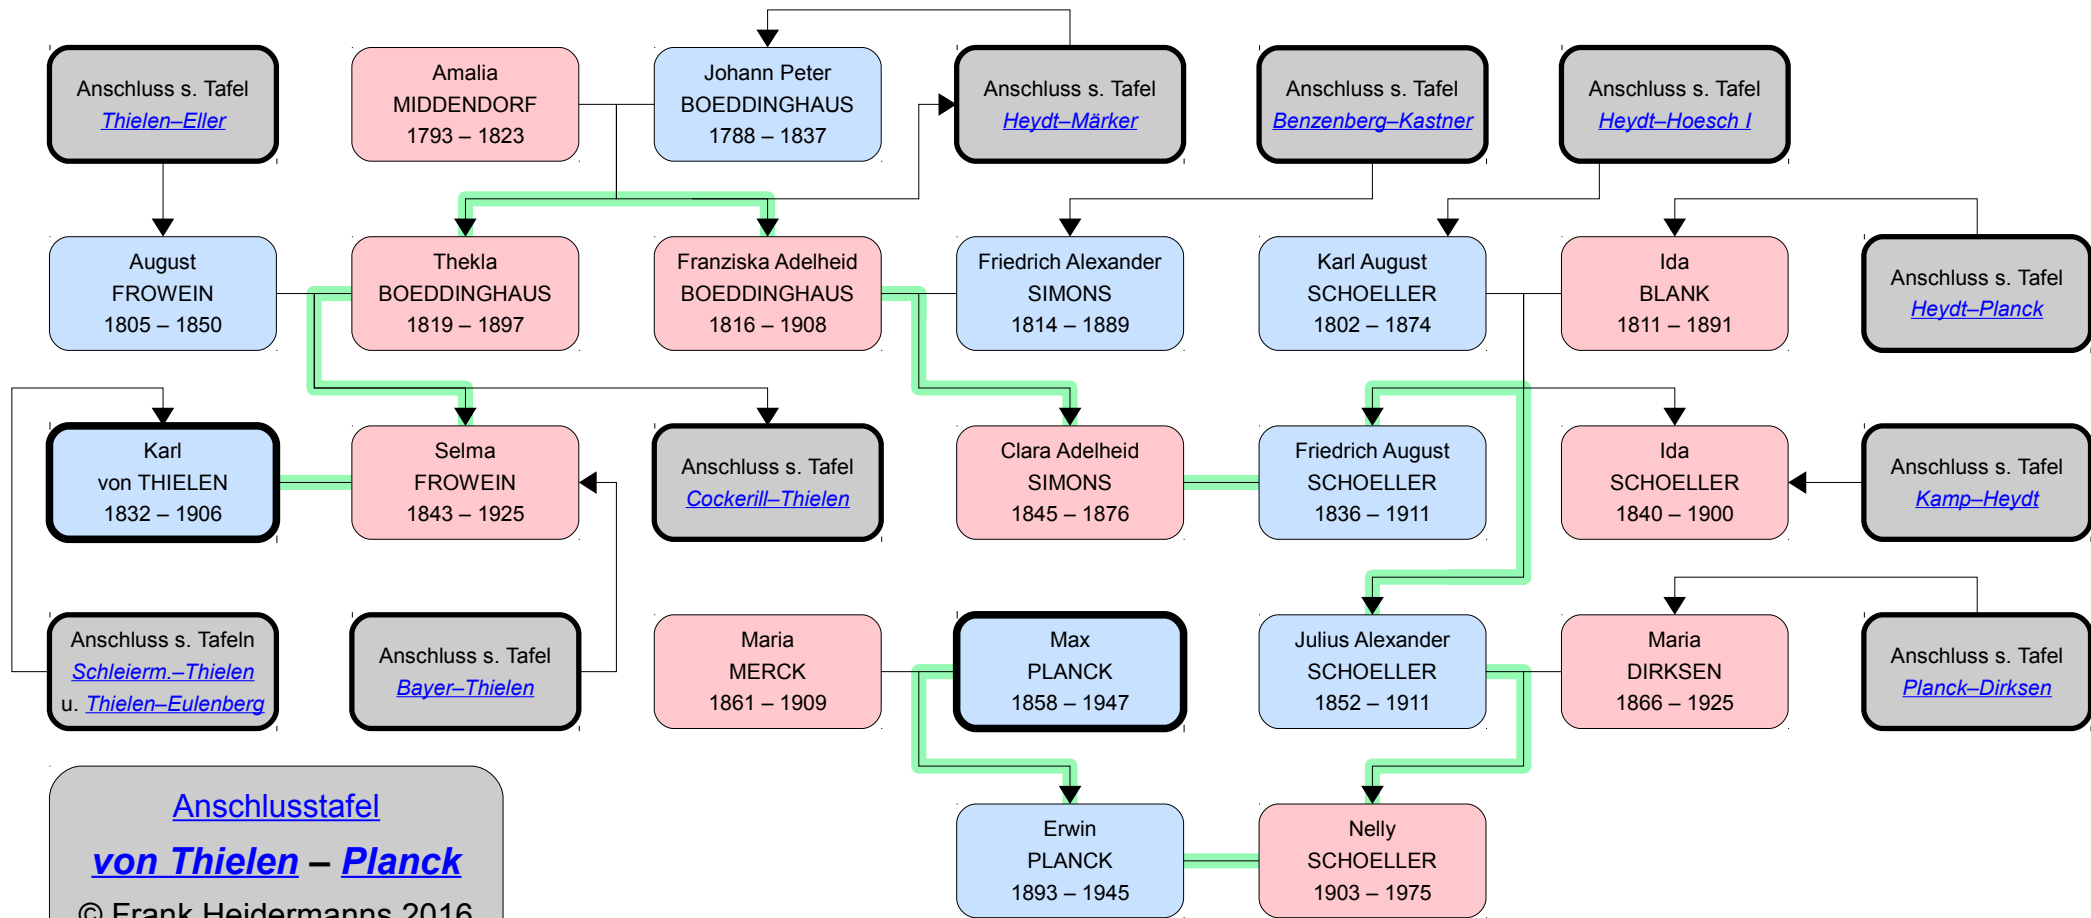 Anschluss s. Tafel
Thielen–Eller
Amalia
MIDDENDORF
1793 – 1823
Johann Peter
BOEDDINGHAUS
1788 – 1837
Anschluss s. Tafel
Heydt–Märker
Anschluss s. Tafel
Benzenberg–Kastner
Anschluss s. Tafel
Heydt–Hoesch I
August
FROWEIN
1805 – 1850
Thekla
BOEDDINGHAUS
1819 – 1897
Franziska Adelheid
BOEDDINGHAUS
1816 – 1908
Friedrich Alexander
SIMONS
1814 – 1889
Karl August
SCHOELLER
1802 – 1874
Ida
BLANK
1811 – 1891
Anschluss s. Tafel
Heydt–Planck
Karl
von THIELEN
1832 – 1906
Selma
FROWEIN
1843 – 1925
Anschluss s. Tafel
Cockerill–Thielen
Clara Adelheid
SIMONS
1845 – 1876
Friedrich August
SCHOELLER
1836 – 1911
Ida
SCHOELLER
1840 – 1900
Anschluss s. Tafel
Kamp–Heydt
Anschluss s. Tafeln
Schleierm.–Thielen
u. Thielen–Eulenberg
Anschluss s. Tafel
Bayer–Thielen
Maria
MERCK
1861 – 1909
Max
PLANCK
1858 – 1947
Julius Alexander
SCHOELLER
1852 – 1911
Maria
DIRKSEN
1866 – 1925
Anschluss s. Tafel
Planck–Dirksen
Anschlusstafel
von Thielen – Planck
© Frank Heidermanns 2016
Erwin
PLANCK
1893 – 1945
Nelly
SCHOELLER
1903 – 1975